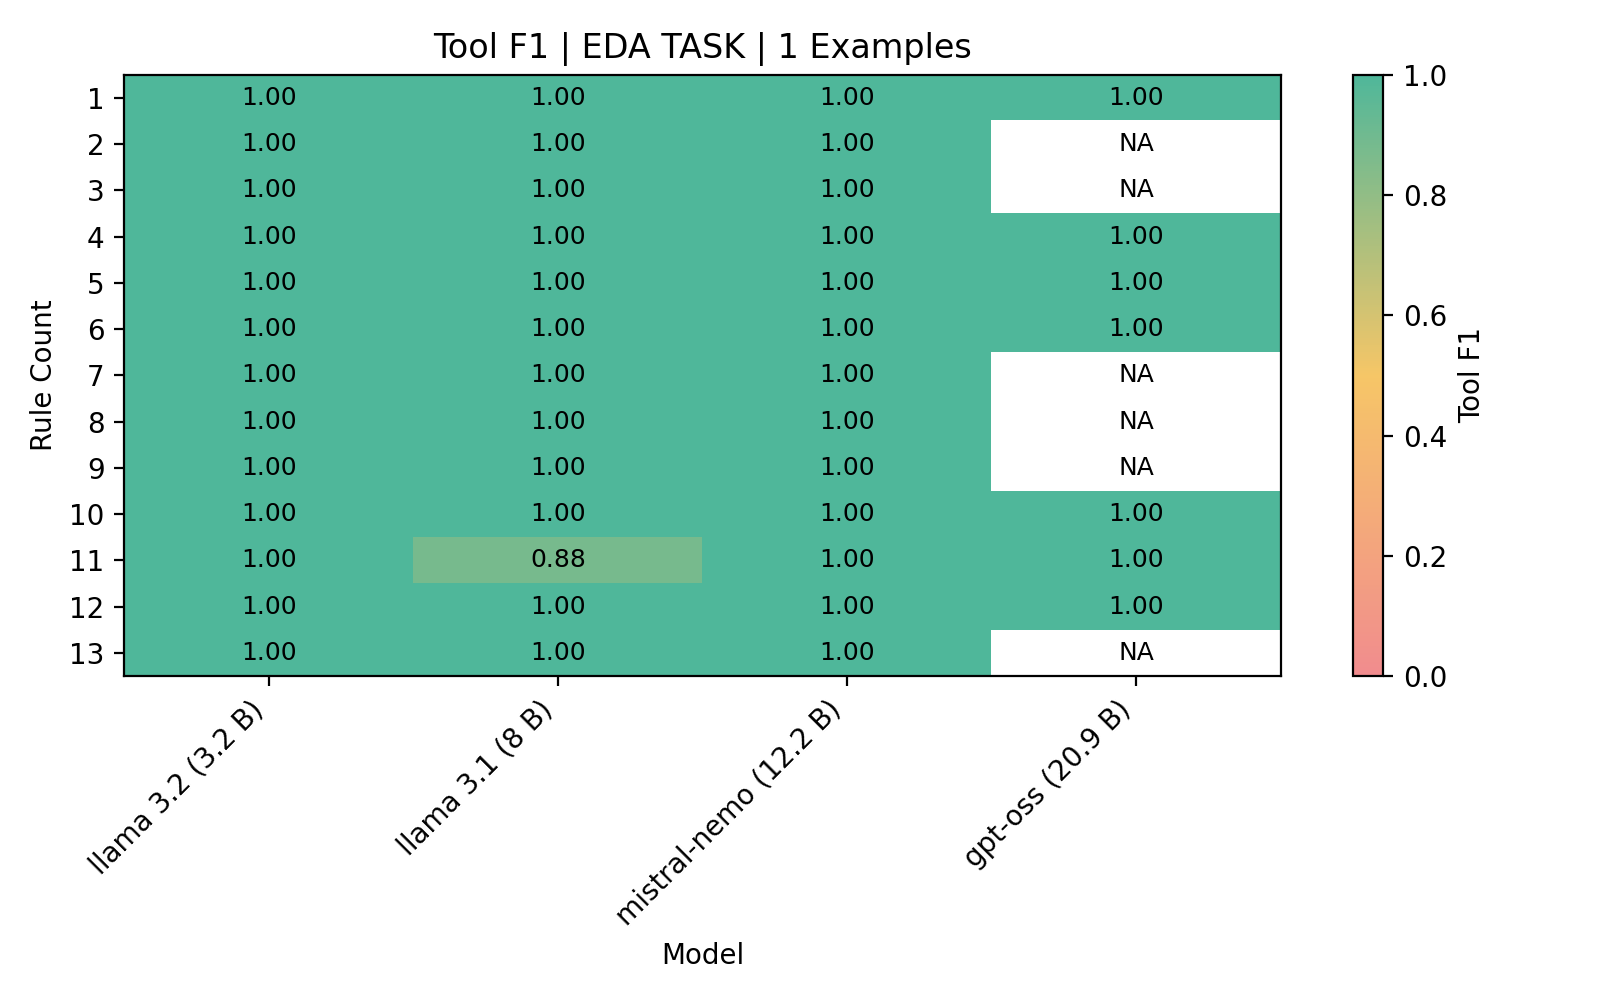 Tool F1 | EDA TASK | 1 Examples
1 1.00 1.00 1.00 1.00
2 1.00 1.00 1.00 NA
3 1.00 1.00 1.00 NA
4 1.00 1.00 1.00 1.00
5 1.00 1.00 1.00 1.00
6 1.00 1.00 1.00 1.00
7 1.00 1.00 1.00 NA
8 1.00 1.00 1.00 NA
9 1.00 1.00 1.00 NA
10 1.00 1.00 1.00 1.00
11 1.00 0.88 1.00 1.00
12 1.00 1.00 1.00 1.00
13 1.00 1.00 1.00 NA
Rule Count
llama 3.2 (3.2 B)
llama 3.1 (8 B)
mistral-nemo (12.2 B)
gpt-oss (20.9 B)
Model
1.0
0.8
0.6
0.4
0.2
0.0
Tool F1